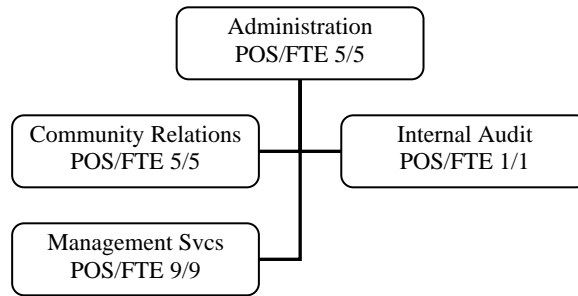 Administration
POS/FTE 5/5
Community Relations
POS/FTE 5/5
Internal Audit
POS/FTE 1/1
Management Svcs
POS/FTE 9/9